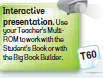 Interactive
presentation. Use
your Teacher's Multi-
ROM to work with the
Student's Book or with
the Big Book Builder.
T60